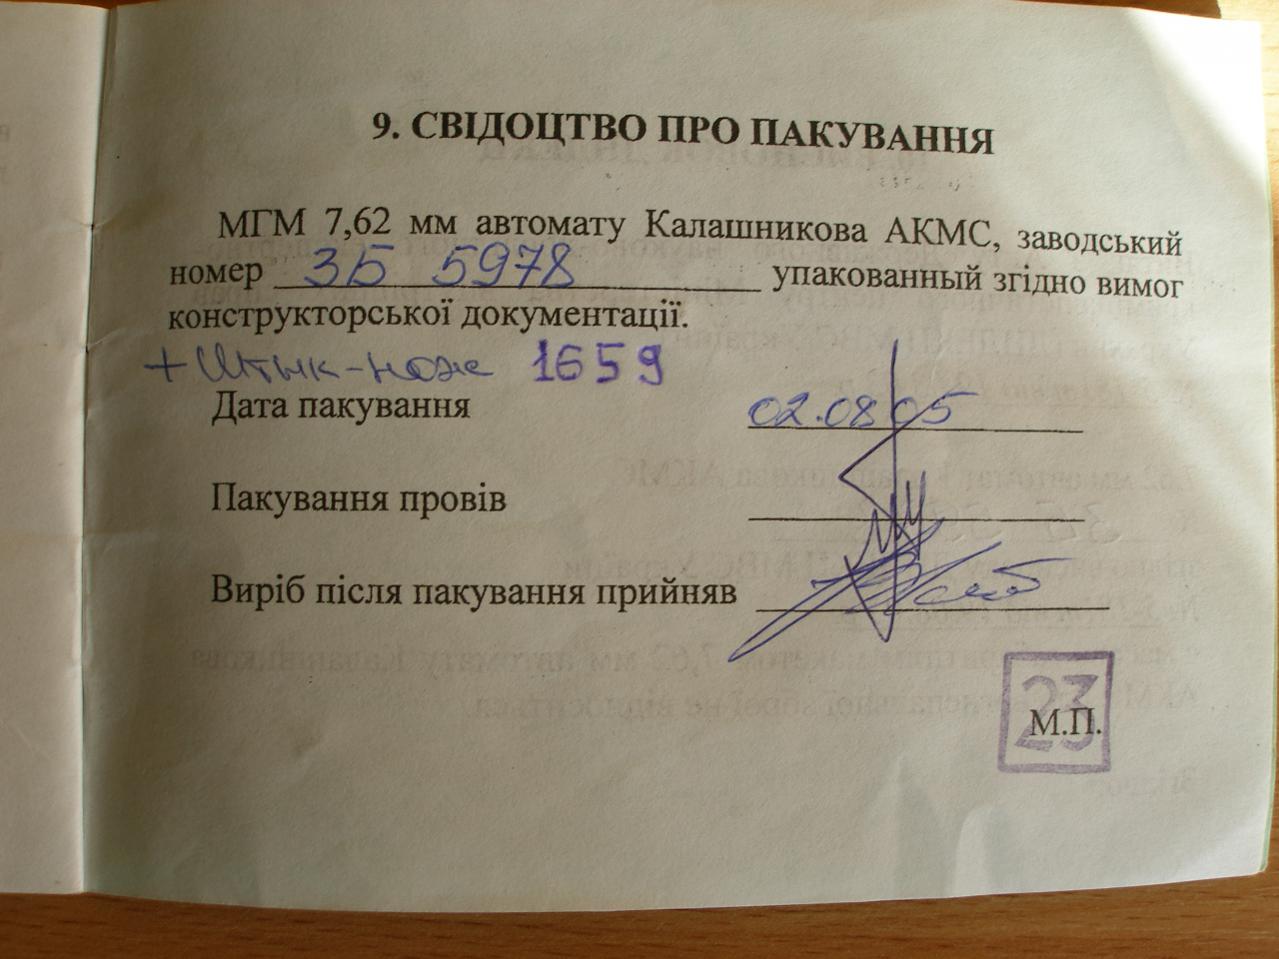 9. СВІДОЦТВО ПРО ПАКУВАННЯ
МГМ 7,62 мм автомату Калашникова АКМС, заводський
номер ЗБ 5978 упакованный згідно вимог
конструкторської документації.
+ Штык-нож 1659
Дата пакування 02.08.05
Пакування провів
Виріб після пакування прийняв
23
М.П.